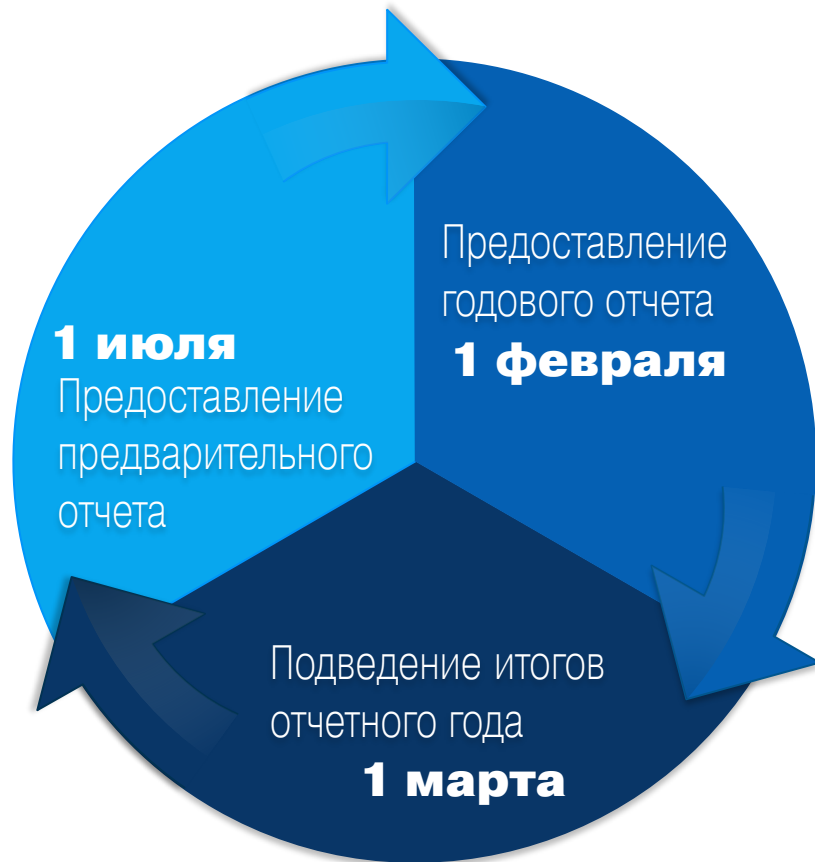 Предоставление
годового отчета
1 февраля
1 июля
Предоставление
предварительного
отчета
Подведение итогов
отчетного года
1 марта